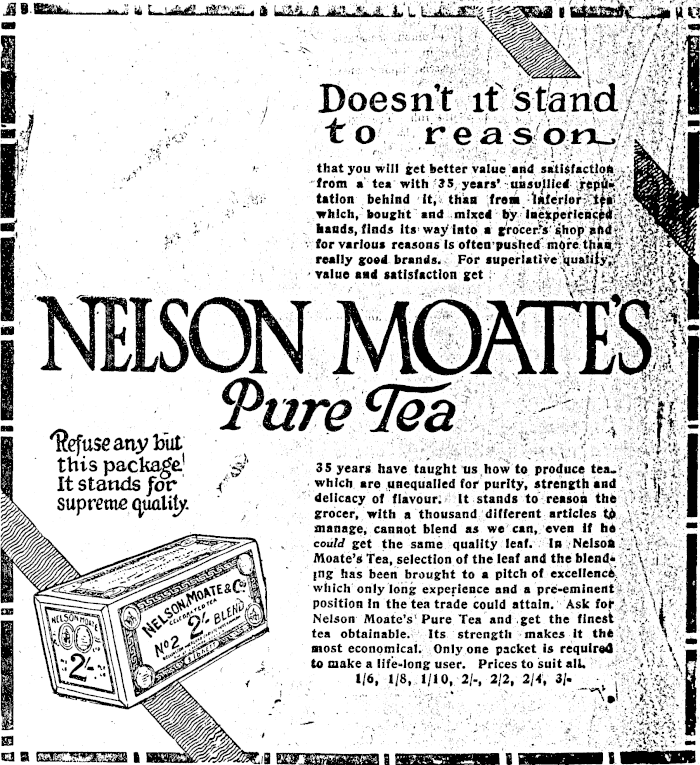 Doesn't it stand
to reason
that you will get better value and satisfaction
from a tea with 35 years' unsullied repu-
tation behind it, than from inferior tea
which, bought and mixed by inexperienced
hands, finds its way into a grocer's shop and
for various reasons is often pushed more than
really good brands. For superlative quality,
value and satisfaction get
NELSON MOATE'S
Pure Tea
Refuse any but
this package!
It stands for
supreme quality.
35 years have taught us how to produce tea
which are unequalled for purity, strength and
delicacy of flavour. It stands to reason the
grocer, with a thousand different articles to
manage, cannot blend as we can, even if he
could get the same quality leaf. In Nelson
Moate's Tea, selection of the leaf and the blend-
ing has been brought to a pitch of excellence
which only long experience and a pre-eminent
position in the tea trade could attain. Ask for
Nelson Moate's Pure Tea and get the finest
tea obtainable. Its strength makes it the
most economical. Only one packet is required
to make a life-long user. Prices to suit all.
1/6, 1/8, 1/10, 2/-, 2/2, 2/4, 3/-
NELSON MOATE &
2/-
NELSON, MOATE & Co
CELEBRATED TEA
No 2 2/- BLEND